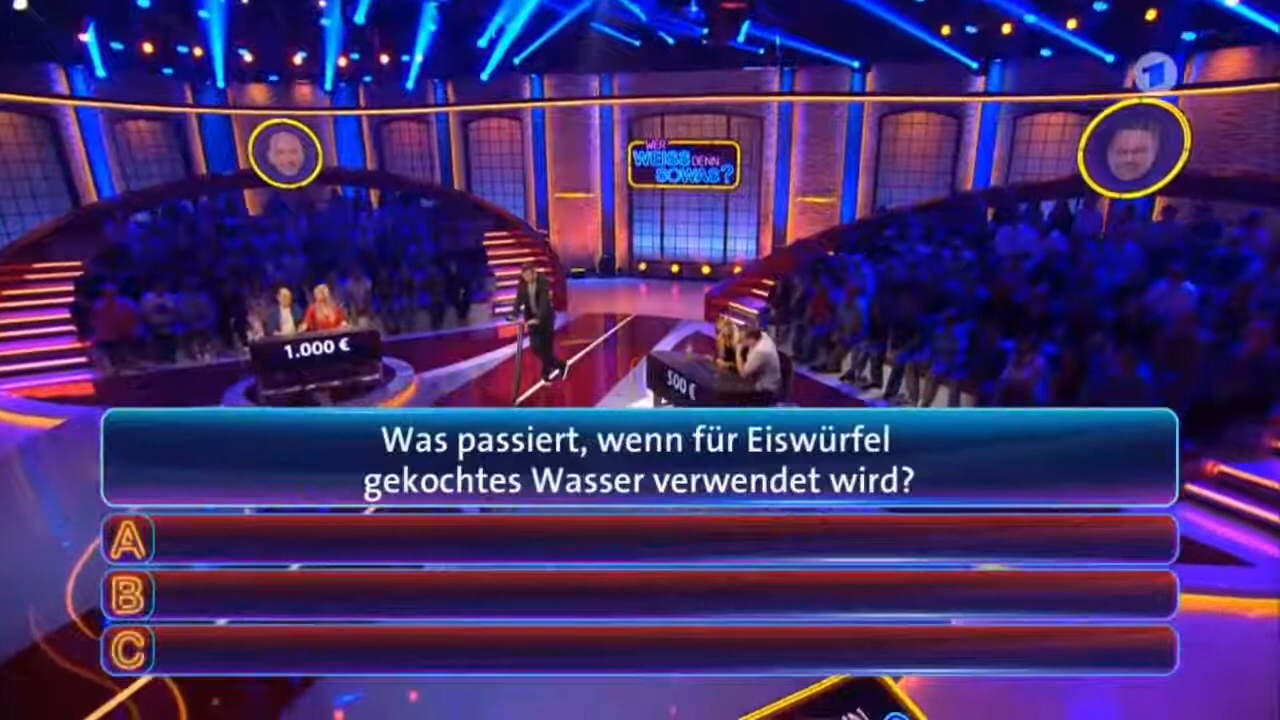 WER
WEISS DENN
SOWAS?
1.000 €
500 €
Was passiert, wenn für Eiswürfel
gekochtes Wasser verwendet wird?
A
B
C